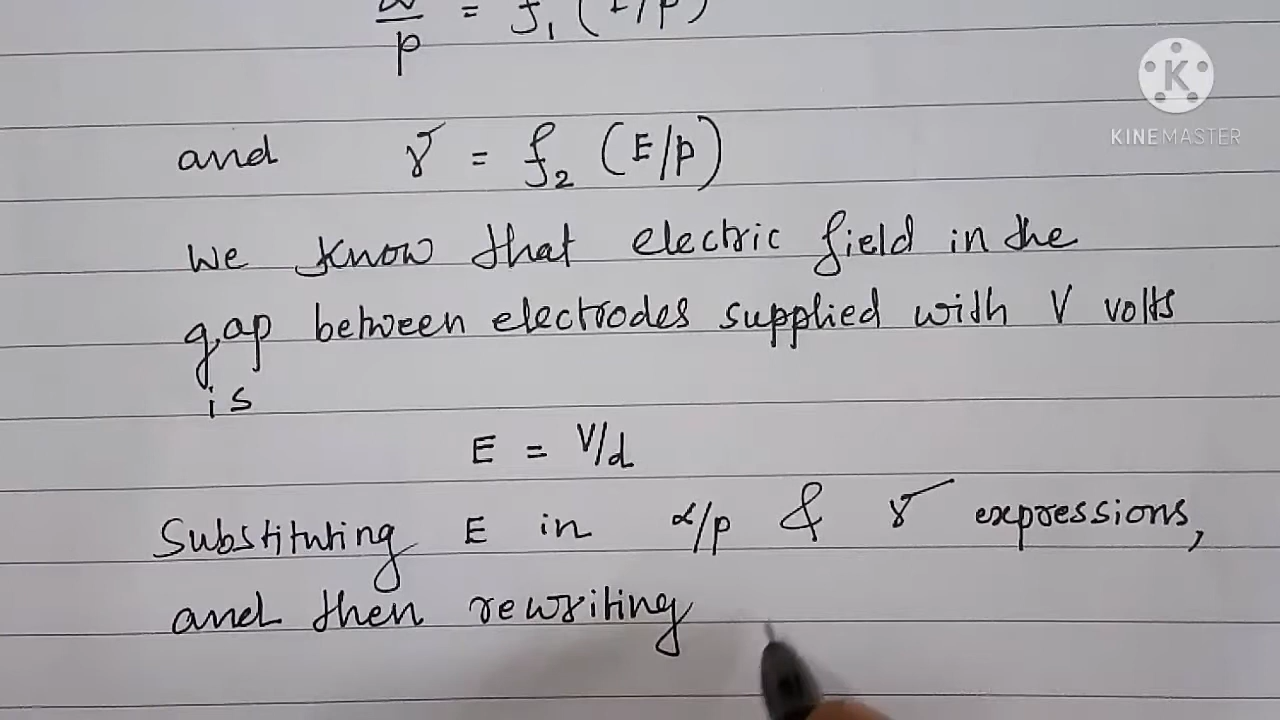 p = f₁ (E/p)
KINEMASTER
and γ = f₂ (E/p)
We know that electric field in the
gap between electrodes supplied with V volts
is
E = V/d
Substituting E in α/p & γ expressions,
and then rewriting